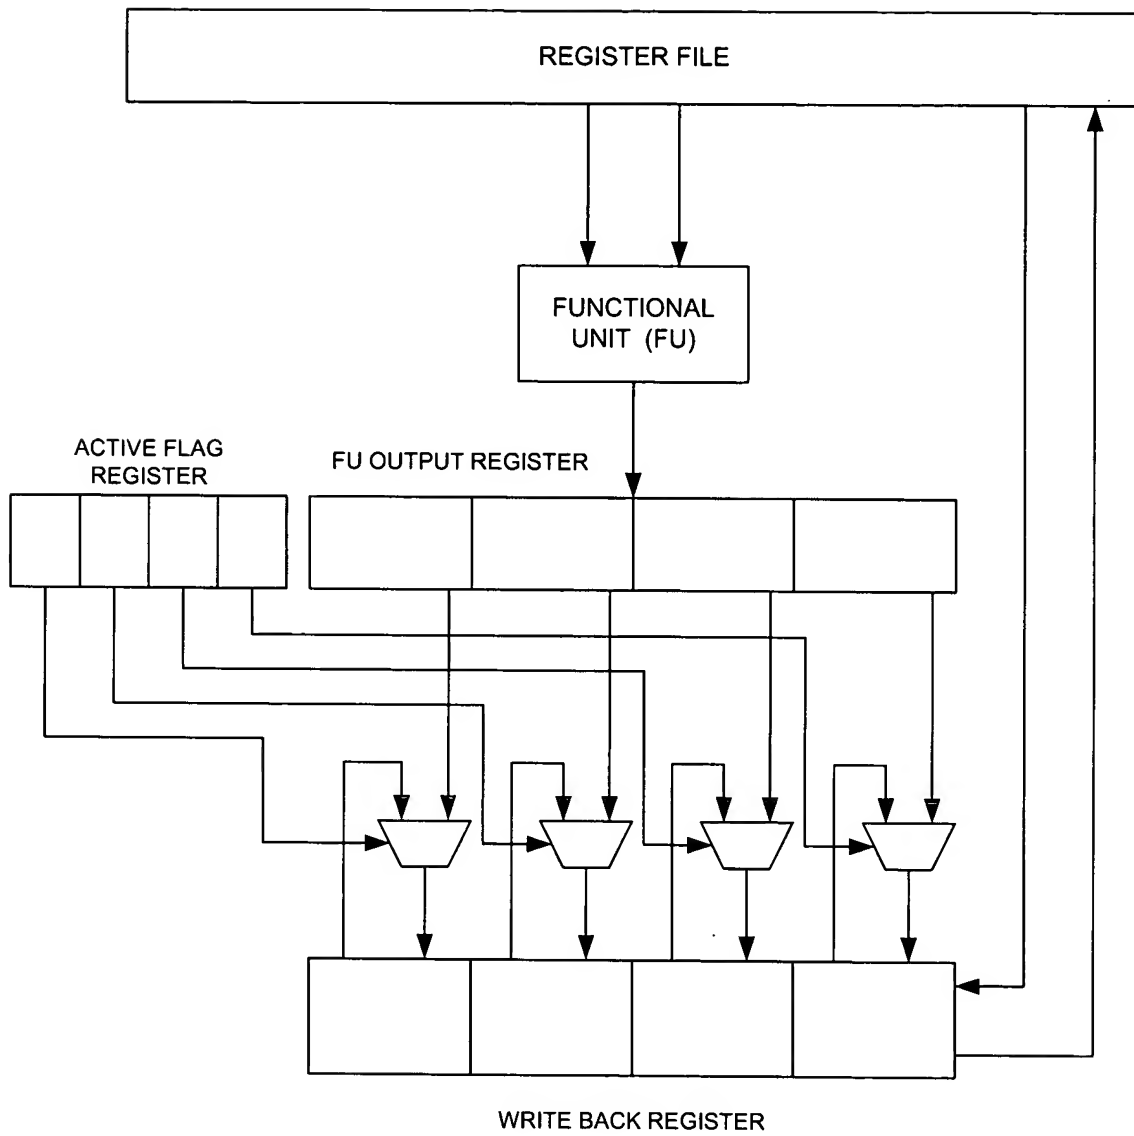 REGISTER FILE
FUNCTIONAL
UNIT (FU)
ACTIVE FLAG
REGISTER
FU OUTPUT REGISTER
WRITE BACK REGISTER